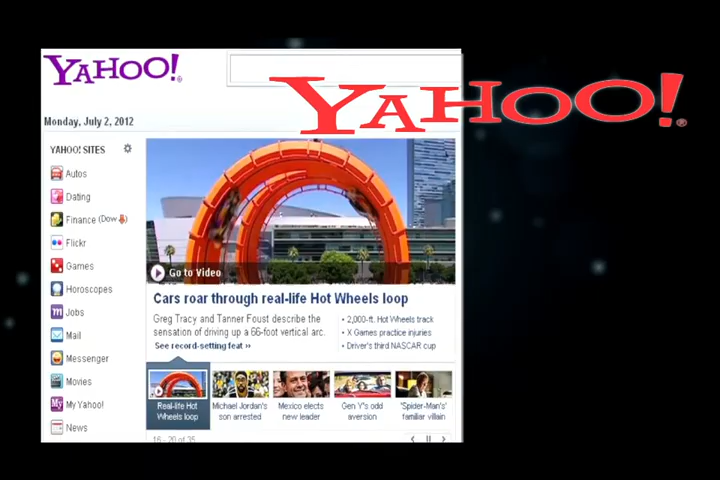 YAHOO!®
YAHOO!®
Monday, July 2, 2012
YAHOO! SITES
Autos
Dating
Finance (Dow)
Flickr
Games
Horoscopes
Jobs
Mail
Messenger
Movies
My Yahoo!
News
Go to Video
Cars roar through real-life Hot Wheels loop
Greg Tracy and Tanner Foust describe the
sensation of driving up a 66-foot vertical arc.
See record-setting feat »
• 2,000-ft. Hot Wheels track
• X Games practice injuries
• Driver's third NASCAR cup
Real-life Hot
Wheels loop
Michael Jordan's
son arrested
Mexico elects
new leader
Gen Y's odd
aversion
'Spider-Man's'
familiar villain
16 - 20 of 35